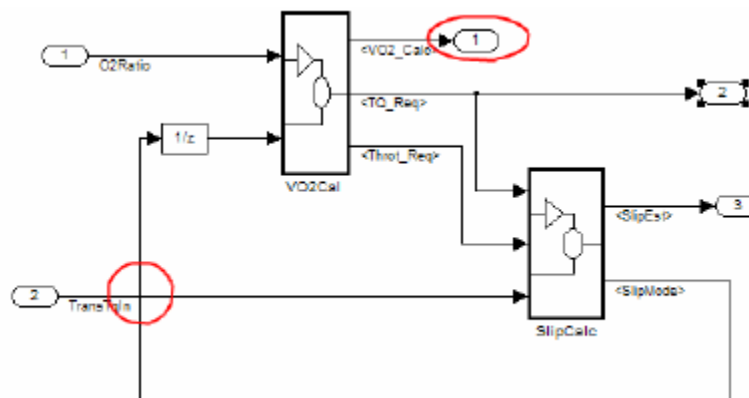 1
O2Ratio
<VO2_Calc>
1
<TQ_Req>
2
1/z
<Throt_Req>
VO2Cal
<SlipEst>
3
2
TransTqIn
<SlipMode>
SlipCalc